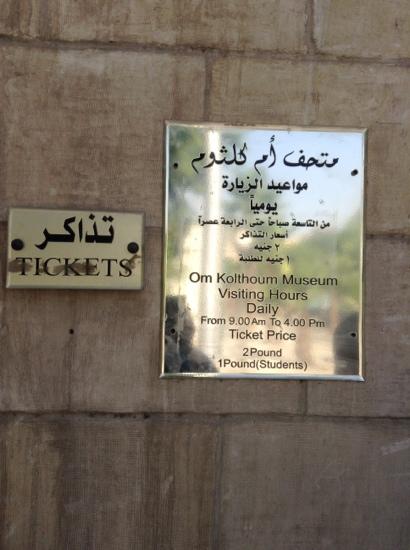 متحف أم كلثوم
مواعيد الزيارة
يومياً
من التاسعة صباحاً حتى الرابعة عصراً
أسعار التذاكر
٢ جنيه
١ جنيه للطلبة
Om Kolthoum Museum
Visiting Hours
Daily
From 9.00 Am To 4.00 Pm
Ticket Price
2Pound
1Pound(Students)
تذاكر
TICKETS